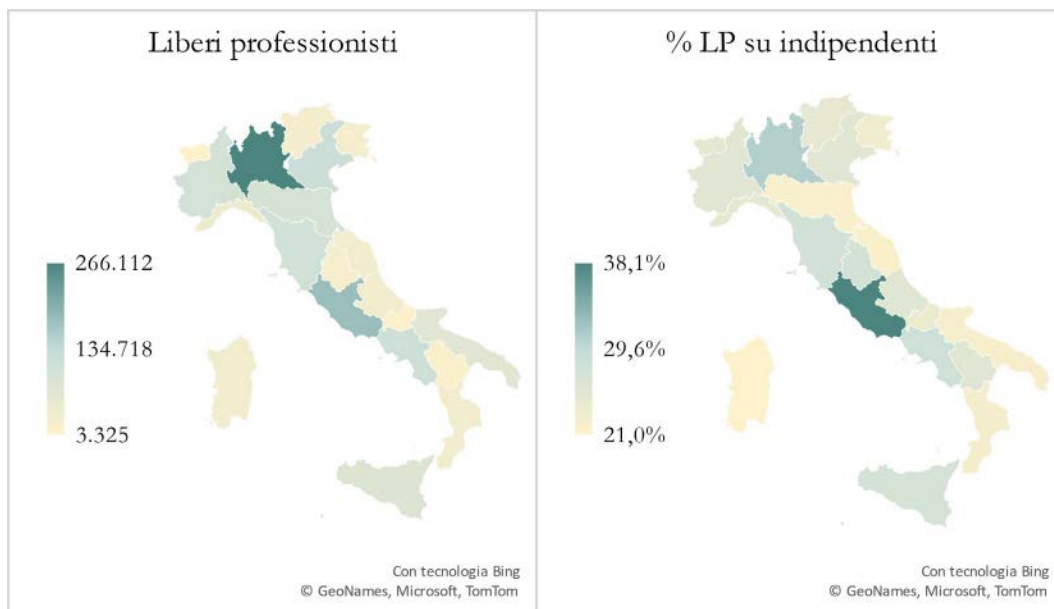 Liberi professionisti
266.112
134.718
3.325
Con tecnologia Bing
© GeoNames, Microsoft, TomTom
% LP su indipendenti
38,1%
29,6%
21,0%
Con tecnologia Bing
© GeoNames, Microsoft, TomTom